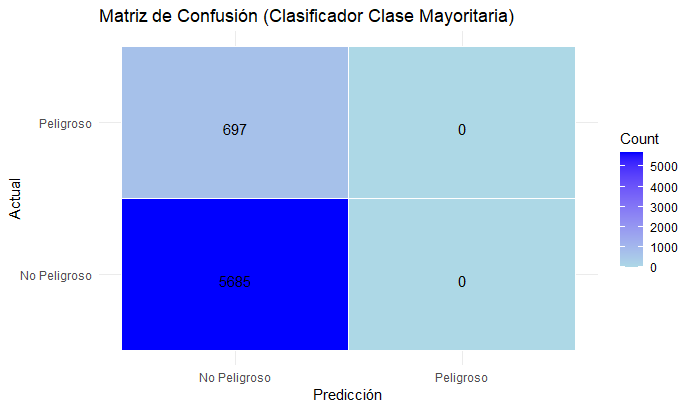 Matriz de Confusión (Clasificador Clase Mayoritaria)
Peligroso
697
0
Count
5000
4000
3000
2000
1000
0
Actual
No Peligroso
0
No Peligroso
Peligroso
Predicción